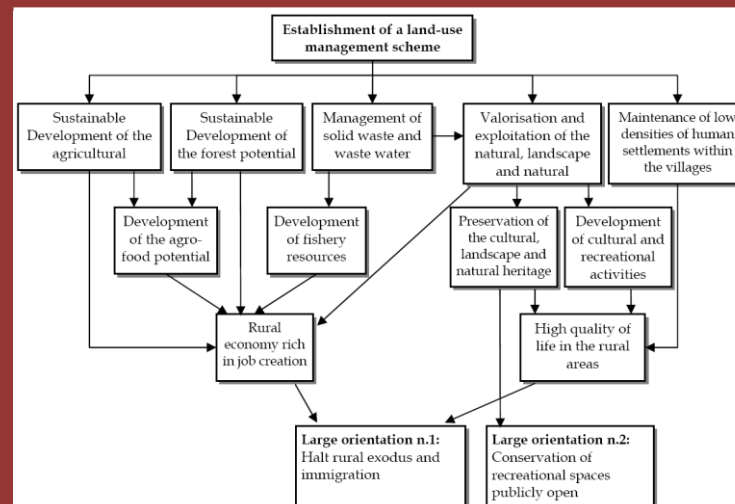 Establishment of a land-use
management scheme
Sustainable
Development of the
agricultural
Sustainable
Development of
the forest potential
Management of
solid waste and
waste water
Valorisation and
exploitation of the
natural, landscape
and natural
Maintenance of low
densities of human
settlements within
the villages
Development
of the agro-
food potential
Development
of fishery
resources
Preservation of
the cultural,
landscape and
natural heritage
Development
of cultural and
recreational
activities
Rural
economy rich
in job creation
High quality of
life in the rural
areas
Large orientation n.1:
Halt rural exodus and
immigration
Large orientation n.2:
Conservation of
recreational spaces
publicly open